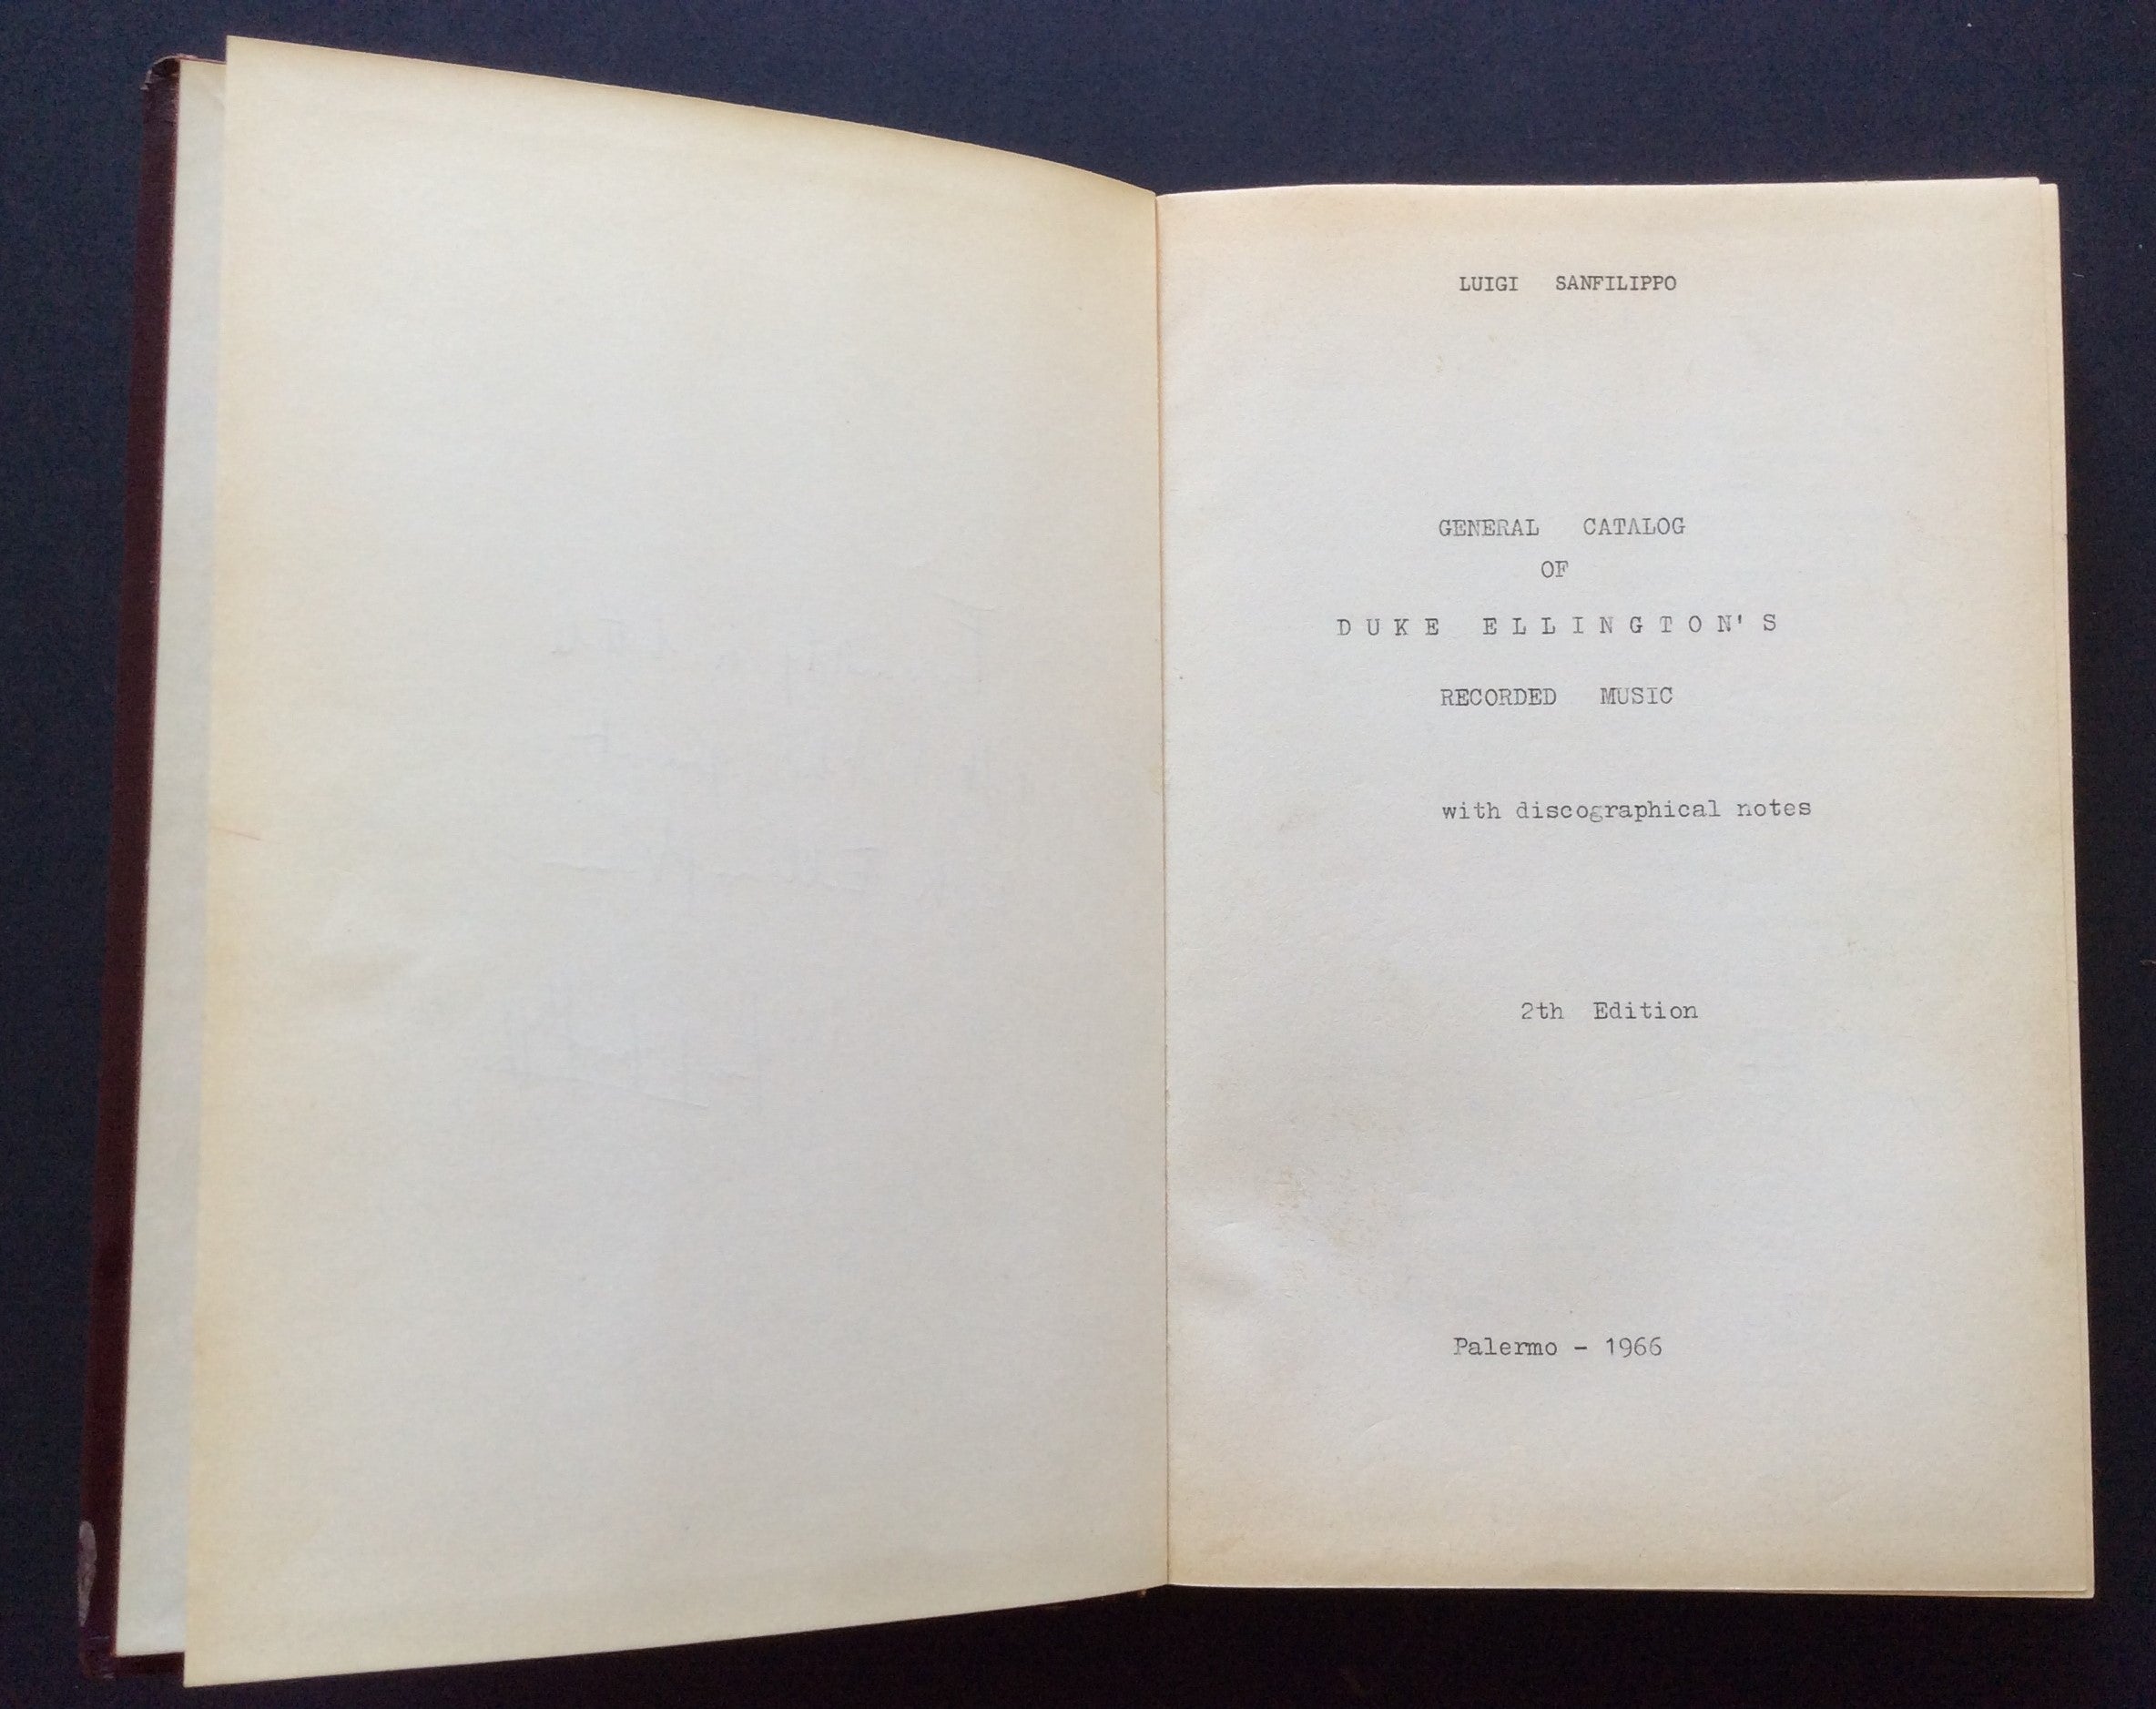 LUIGI SANFILIPPO
GENERAL CATALOG
OF
DUKE ELLINGTON'S
RECORDED MUSIC
with discographical notes
2th Edition
Palermo - 1966